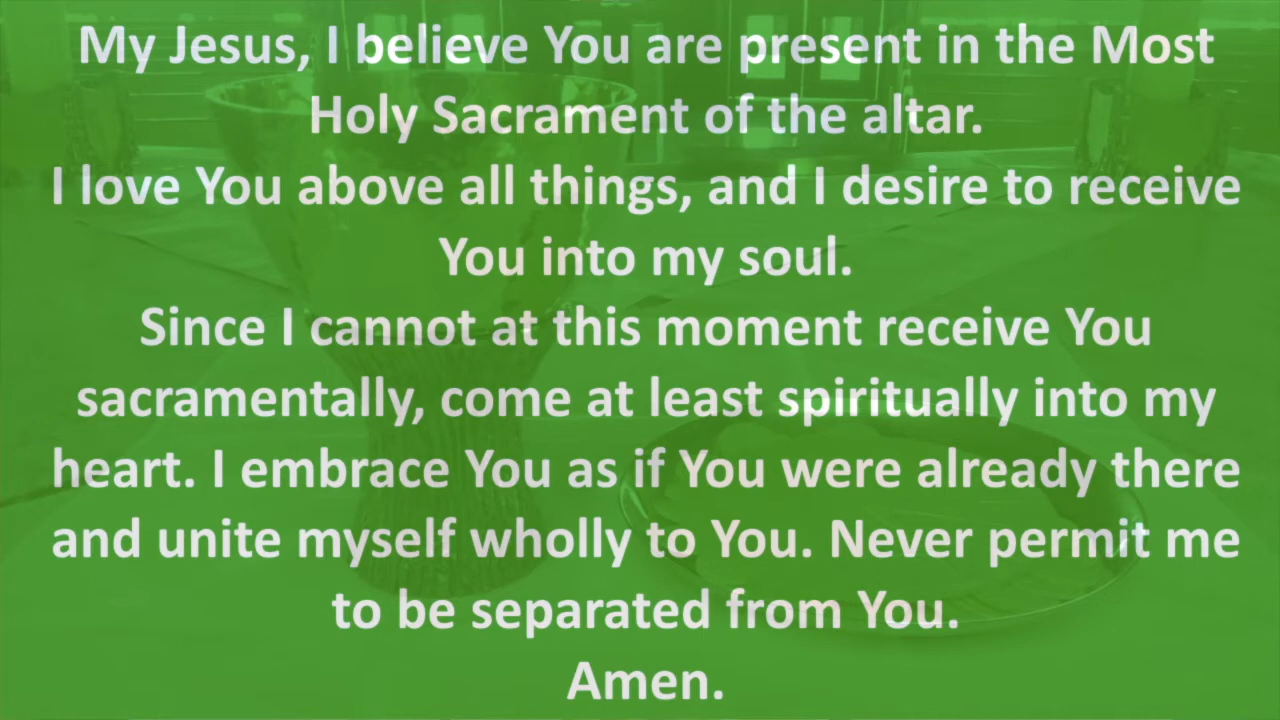 My Jesus, I believe You are present in the Most
Holy Sacrament of the altar.
I love You above all things, and I desire to receive
You into my soul.
Since I cannot at this moment receive You
sacramentally, come at least spiritually into my
heart. I embrace You as if You were already there
and unite myself wholly to You. Never permit me
to be separated from You.
Amen.